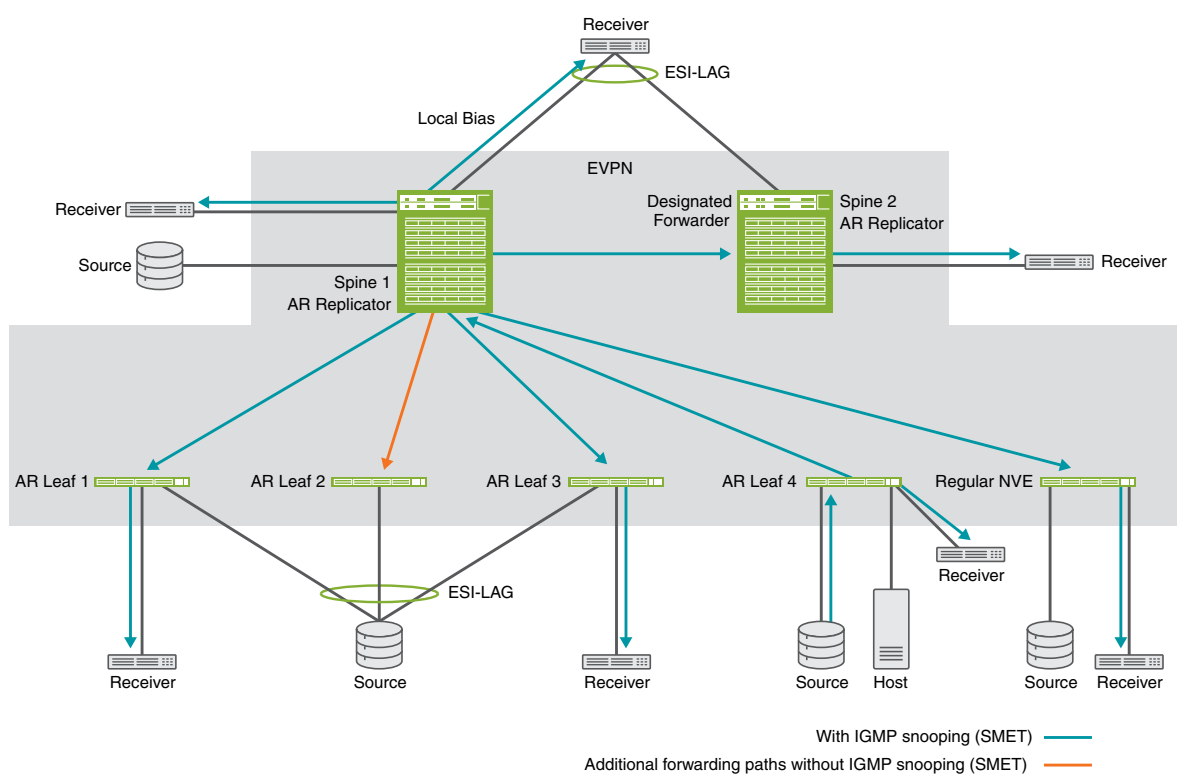 Receiver
ESI-LAG
Local Bias
EVPN
Receiver
Designated
Forwarder
Spine 2
AR Replicator
Source
Receiver
Spine 1
AR Replicator
AR Leaf 1
AR Leaf 2
AR Leaf 3
AR Leaf 4
Regular NVE
Receiver
ESI-LAG
Receiver
Source
Receiver
Source
Host
Source
Receiver
With IGMP snooping (SMET)
Additional forwarding paths without IGMP snooping (SMET)